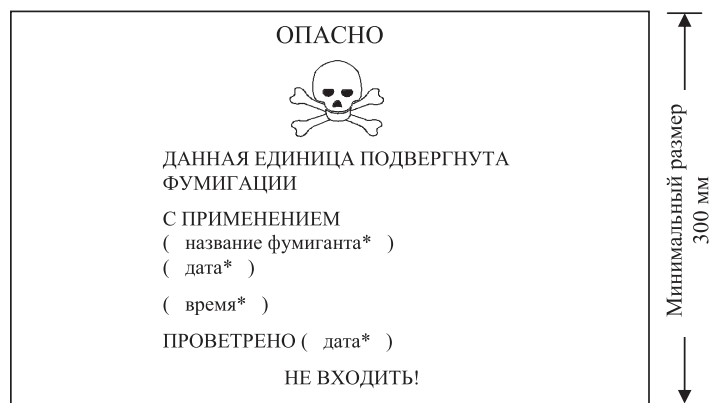 ОПАСНО
ДАННАЯ ЕДИНИЦА ПОДВЕРГНУТА
ФУМИГАЦИИ
С ПРИМЕНЕНИЕМ
( название фумиганта* )
( дата* )
( время* )
ПРОВЕТРЕНО ( дата* )
НЕ ВХОДИТЬ!
Минимальный размер
300 мм